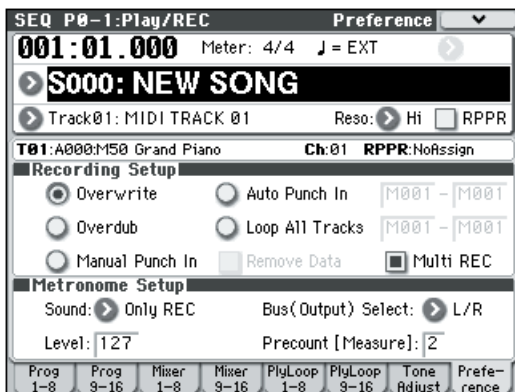 SEQ P0-1:Play/REC Preference
001:01.000 Meter: 4/4 ♩= EXT
S000: NEW SONG
Track01: MIDI TRACK 01 Reso: Hi RPPR
T01:A000:M50 Grand Piano Ch:01 RPPR:NoAssign
Recording Setup
Overwrite Auto Punch In M001 - M001
Overdub Loop All Tracks M001 - M001
Manual Punch In Remove Data Multi REC
Metronome Setup
Sound: Only REC Bus(Output) Select: L/R
Level: 127 Precount [Measure]: 2
Prog 1-8 Prog 9-16 Mixer 1-8 Mixer 9-16 PlyLoop 1-8 PlyLoop 9-16 Tone Adjust Prefe-rence